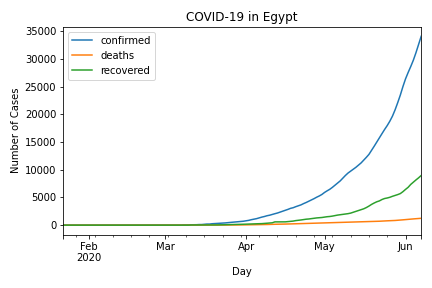 COVID-19 in Egypt
confirmed
deaths
recovered
Number of Cases
35000
30000
25000
20000
15000
10000
5000
0
Feb
2020
Mar
Apr
May
Jun
Day